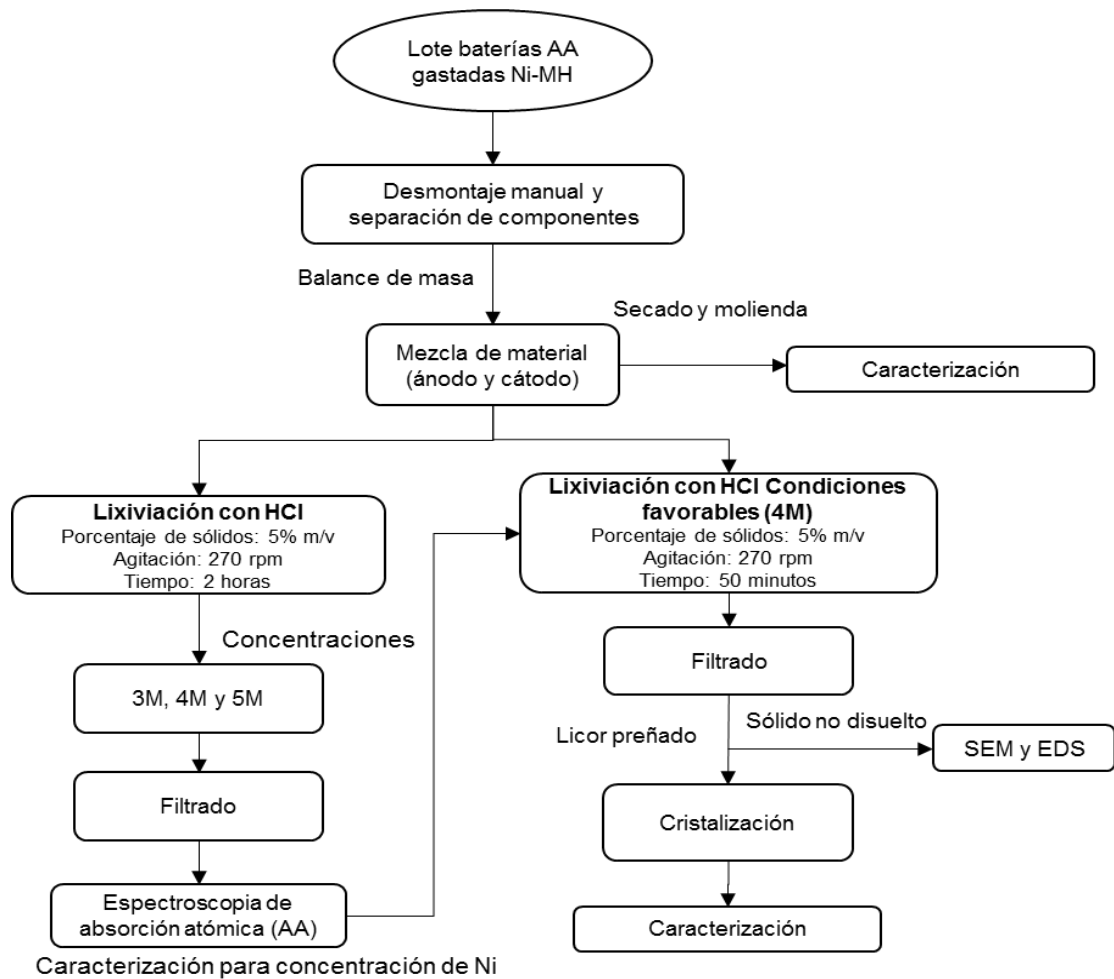 Lote baterías AA
gastadas Ni-MH
Desmontaje manual y
separación de componentes
Balance de masa
Secado y molienda
Mezcla de material
(ánodo y cátodo)
Caracterización
Lixiviación con HCl
Porcentaje de sólidos: 5% m/v
Agitación: 270 rpm
Tiempo: 2 horas
Lixiviación con HCl Condiciones
favorables (4M)
Porcentaje de sólidos: 5% m/v
Agitación: 270 rpm
Tiempo: 50 minutos
Concentraciones
3M, 4M y 5M
Filtrado
Espectroscopia de
absorción atómica (AA)
Caracterización para concentración de Ni
Filtrado
Licor preñado
Sólido no disuelto
SEM y EDS
Cristalización
Caracterización